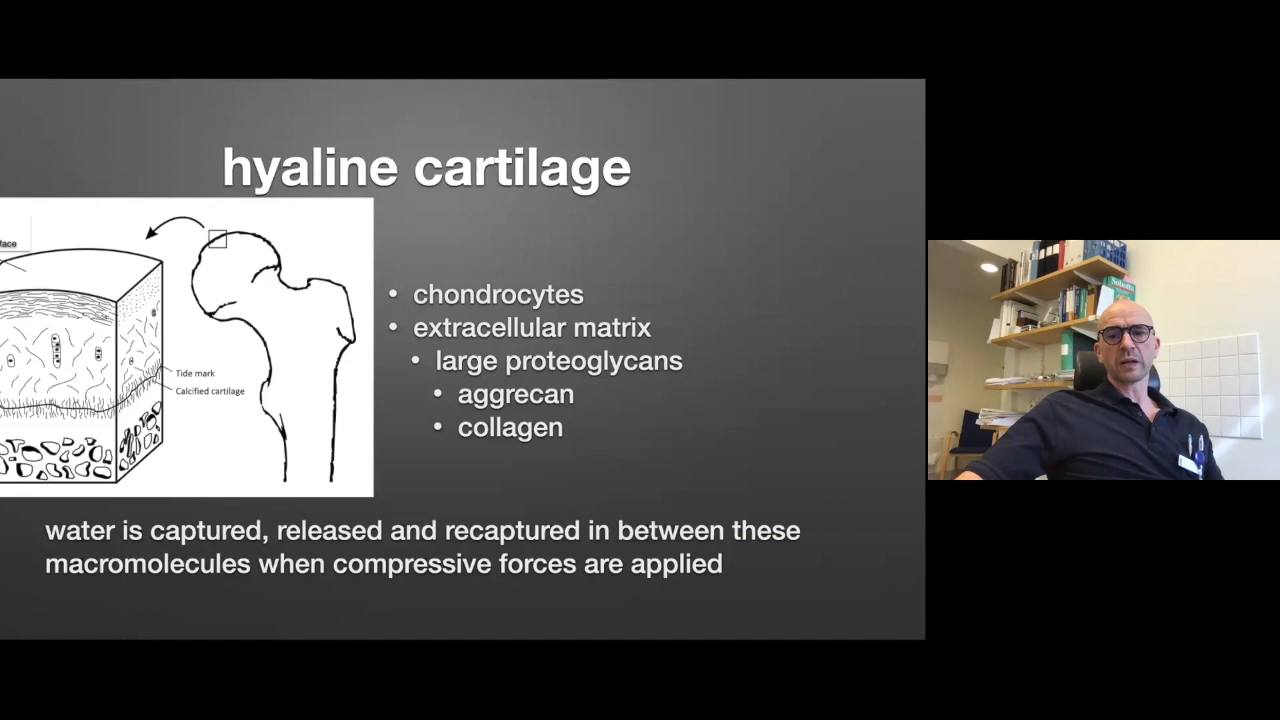 hyaline cartilage
face
Tide mark
Calcified cartilage
• chondrocytes
• extracellular matrix
• large proteoglycans
• aggrecan
• collagen
water is captured, released and recaptured in between these
macromolecules when compressive forces are applied
Sobotta